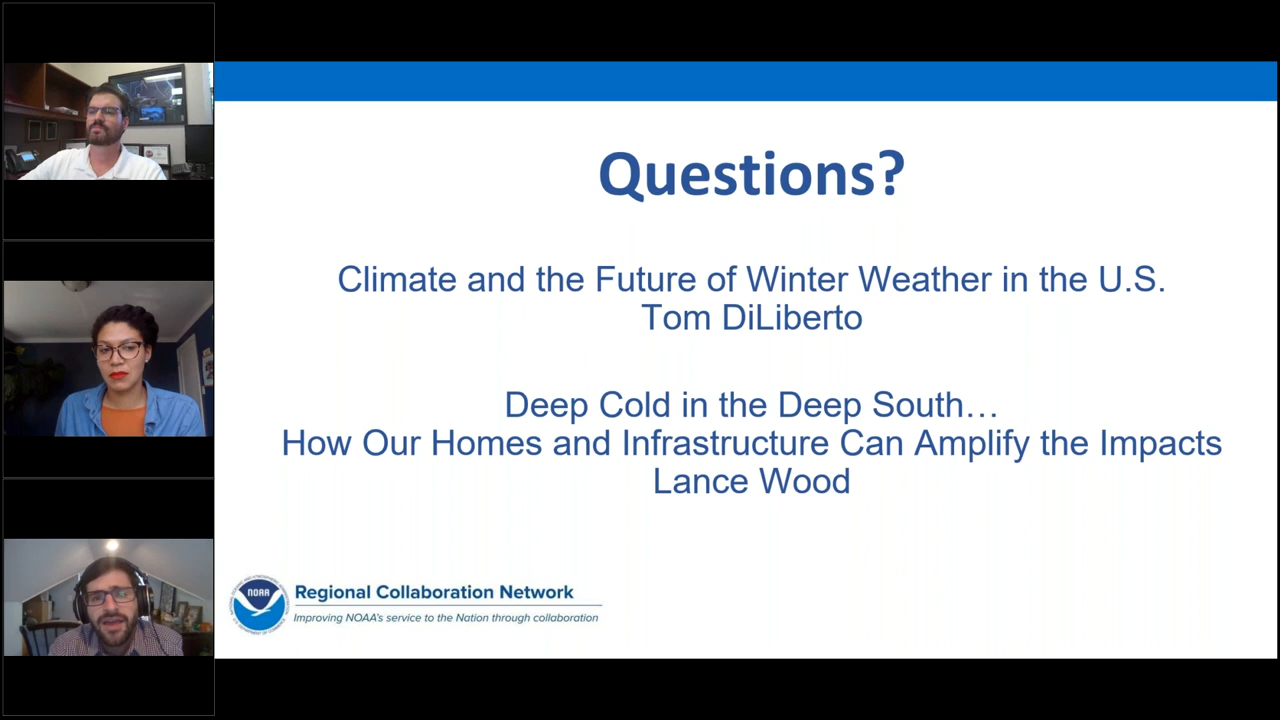 Questions?
Climate and the Future of Winter Weather in the U.S.
Tom DiLiberto
Deep Cold in the Deep South…
How Our Homes and Infrastructure Can Amplify the Impacts
Lance Wood
NOAA
Regional Collaboration Network
Improving NOAA's service to the Nation through collaboration